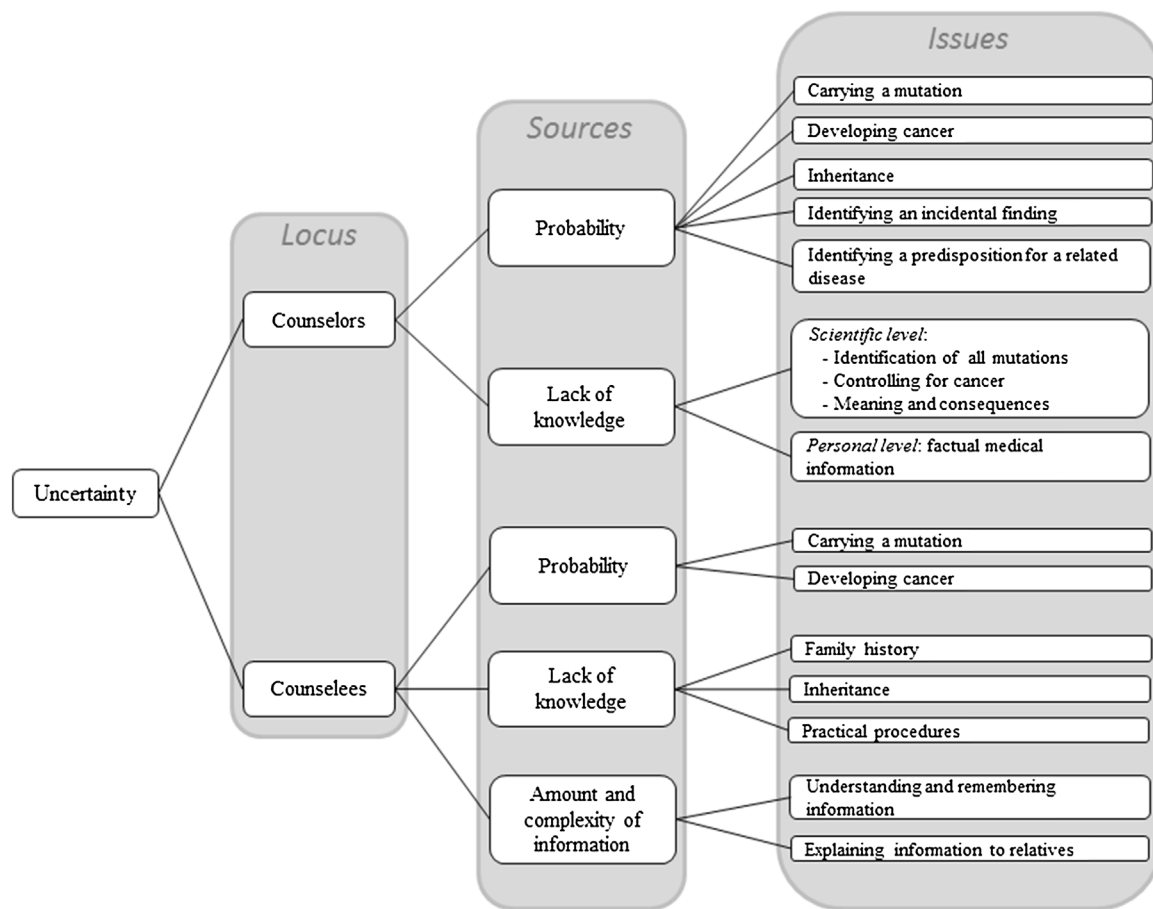 Issues
Carrying a mutation
Sources
Developing cancer
Inheritance
Probability
Identifying an incidental finding
Locus
Identifying a predisposition for a related
disease
Counselors
Scientific level:
- Identification of all mutations
- Controlling for cancer
- Meaning and consequences
Lack of
knowledge
Personal level: factual medical
information
Uncertainty
Probability
Carrying a mutation
Developing cancer
Counselees
Lack of
knowledge
Family history
Inheritance
Practical procedures
Amount and
complexity of
information
Understanding and remembering
information
Explaining information to relatives